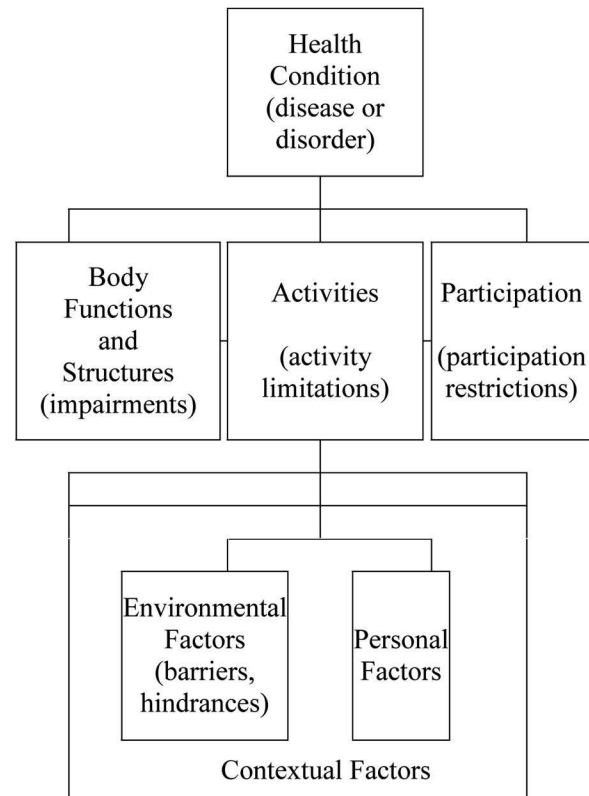 Health
Condition
(disease or
disorder)
Body
Functions
and
Structures
(impairments)
Activities
(activity
limitations)
Participation
(participation
restrictions)
Environmental
Factors
(barriers,
hindrances)
Personal
Factors
Contextual Factors